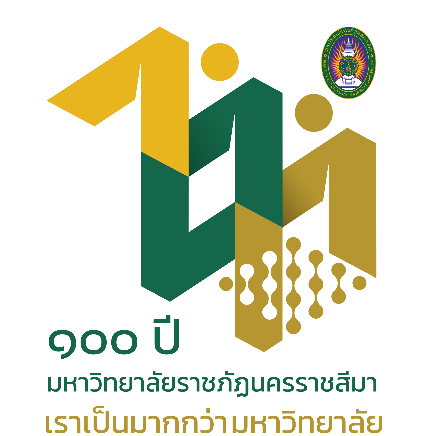 ๑๐๐ ปี
มหาวิทยาลัยราชภัฏนครราชสีมา
เราเป็นมากกว่ามหาวิทยาลัย